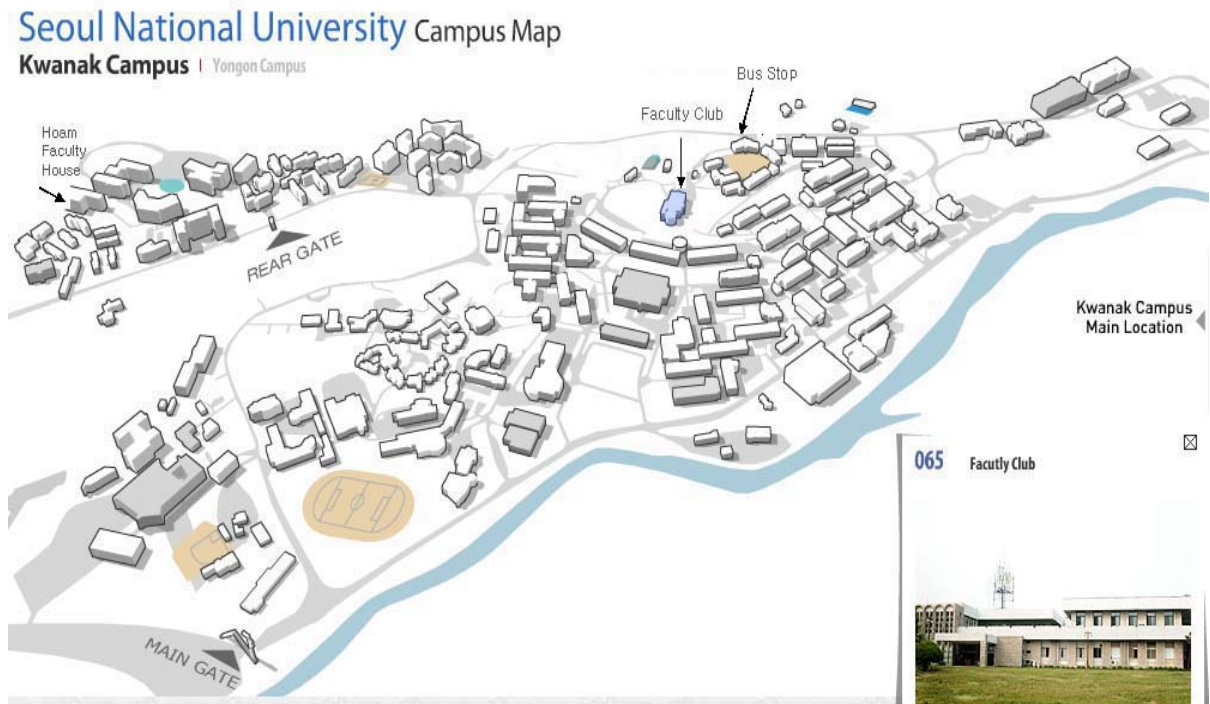 Seoul National University Campus Map
Kwanak Campus | Yongon Campus
Bus Stop
Faculty Club
Hoam
Faculty
House
REAR GATE
Kwanak Campus
Main Location
065 Facutly Club
MAIN GATE